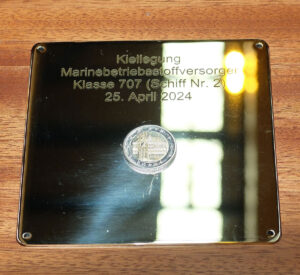 Kiellegung
Marinebetriebsstoffversorger
Klasse 707 (Schiff Nr. 2)
25. April 2024